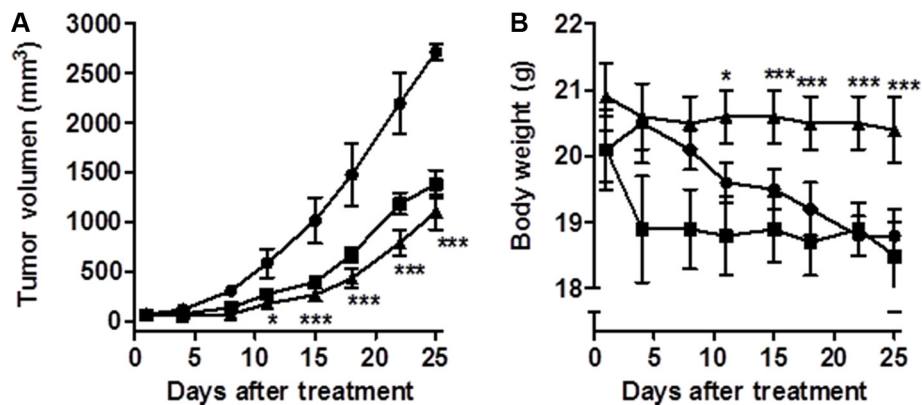 A
Tumor volumen (mm³)
3000
2500
2000
1500
1000
500
0
* *** *** *** ***
0 5 10 15 20 25
Days after treatment
B
Body weight (g)
22
21
20
19
18
* *** *** *** ***
0 5 10 15 20 25
Days after treatment